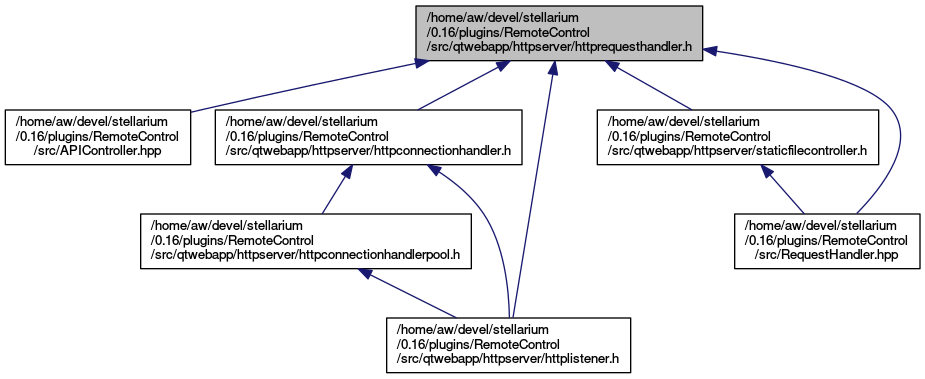 /home/aw/devel/stellarium
/0.16/plugins/RemoteControl
/src/qtwebapp/httpserver/httprequesthandler.h
/home/aw/devel/stellarium
/0.16/plugins/RemoteControl
/src/APIController.hpp
/home/aw/devel/stellarium
/0.16/plugins/RemoteControl
/src/qtwebapp/httpserver/httpconnectionhandler.h
/home/aw/devel/stellarium
/0.16/plugins/RemoteControl
/src/qtwebapp/httpserver/staticfilecontroller.h
/home/aw/devel/stellarium
/0.16/plugins/RemoteControl
/src/qtwebapp/httpserver/httpconnectionhandlerpool.h
/home/aw/devel/stellarium
/0.16/plugins/RemoteControl
/src/RequestHandler.hpp
/home/aw/devel/stellarium
/0.16/plugins/RemoteControl
/src/qtwebapp/httpserver/httplistener.h